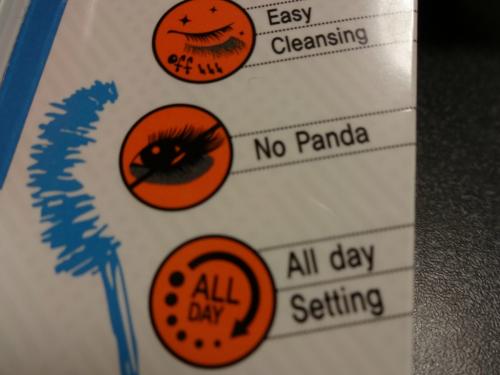 Easy
Cleansing
off
No Panda
ALL
DAY
All day
Setting